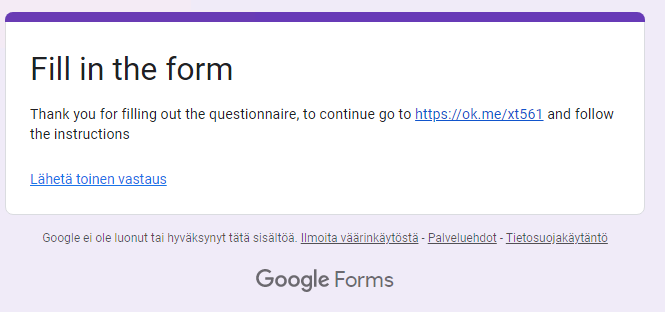 Fill in the form
Thank you for filling out the questionnaire, to continue go to https://ok.me/xt561 and follow
the instructions
Lähetä toinen vastaus
Google ei ole luonut tai hyväksynyt tätä sisältöä. Ilmoita väärinkäytöstä - Palveluehdot - Tietosuojakäytäntö
Google Forms